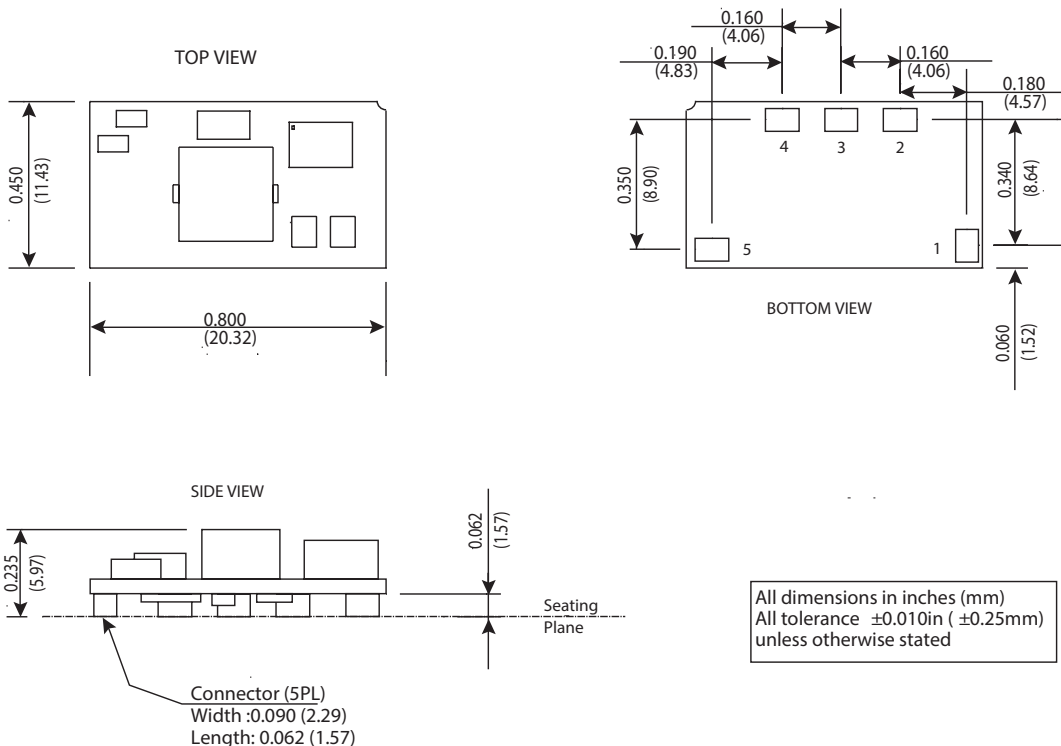 TOP VIEW
0.450
(11.43)
0.800
(20.32)
0.160
(4.06)
0.190
(4.83)
0.160
(4.06)
0.180
(4.57)
4
3
2
0.350
(8.90)
0.340
(8.64)
5
1
BOTTOM VIEW
0.060
(1.52)
SIDE VIEW
0.235
(5.97)
0.062
(1.57)
Seating
Plane
Connector (5PL)
Width :0.090 (2.29)
Length: 0.062 (1.57)
All dimensions in inches (mm)
All tolerance ±0.010in ( ±0.25mm)
unless otherwise stated